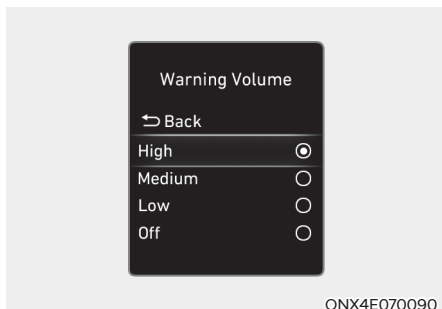 Warning Volume
Back
High
Medium
Low
Off
ONX4E070090